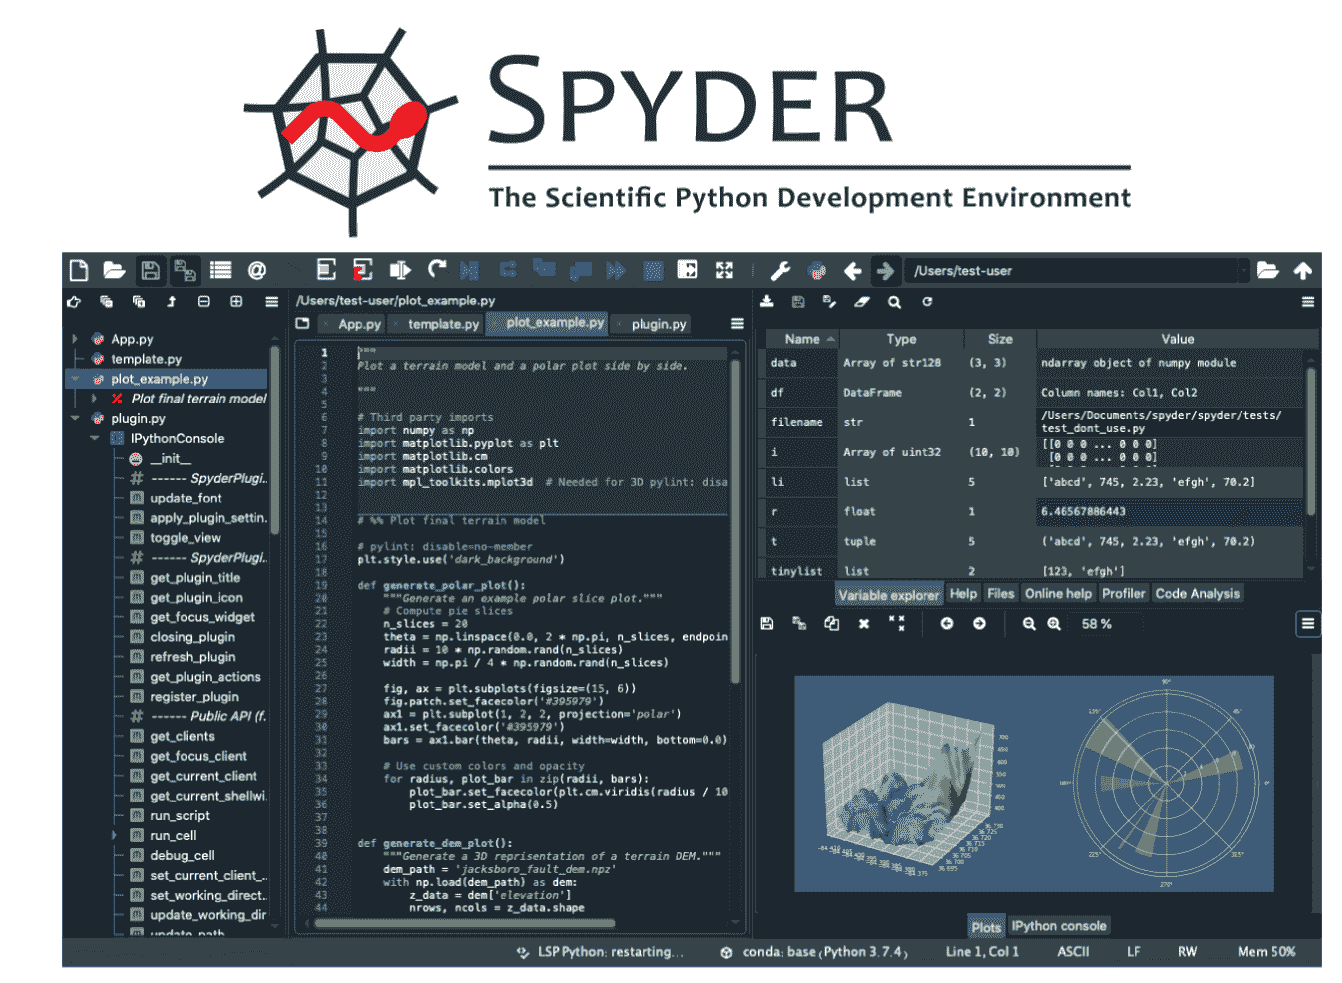 SPYDER
The Scientific Python Development Environment
/Users/test-user
/Users/test-user/plot_example.py
App.py
template.py
plot_example.py
plugin.py
App.py
template.py
plot_example.py
Plot final terrain model
plugin.py
IPythonConsole
__init__
# ------ SpyderPlugi...
update_font
apply_plugin_settin...
toggle_view
# ------ SpyderPlugi...
get_plugin_title
get_plugin_icon
get_focus_widget
closing_plugin
refresh_plugin
get_plugin_actions
register_plugin
# ------ Public API (f...
get_clients
get_focus_client
get_current_client
get_current_shellwi...
run_script
run_cell
debug_cell
set_current_client_...
set_working_direct...
update_working_dir
update_path
1 """
2 Plot a terrain model and a polar plot side by side.
3
4 """
5
6 # Third party imports
7 import numpy as np
8 import matplotlib.pyplot as plt
9 import matplotlib.cm
10 import matplotlib.colors
11 import mpl_toolkits.mplot3d # Needed for 3D pylint: disa
12
13
14 # %% Plot final terrain model
15
16 # pylint: disable=no-member
17 plt.style.use('dark_background')
18
19 def generate_polar_plot():
20 """Generate an example polar slice plot."""
21 # Compute pie slices
22 n_slices = 20
23 theta = np.linspace(0.0, 2 * np.pi, n_slices, endpoin
24 radii = 10 * np.random.rand(n_slices)
25 width = np.pi / 4 * np.random.rand(n_slices)
26
27 fig, ax = plt.subplots(figsize=(15, 6))
28 fig.patch.set_facecolor('#395979')
29 ax1 = plt.subplot(1, 2, 2, projection='polar')
30 ax1.set_facecolor('#395979')
31 bars = ax1.bar(theta, radii, width=width, bottom=0.0)
32
33 # Use custom colors and opacity
34 for radius, plot_bar in zip(radii, bars):
35 plot_bar.set_facecolor(plt.cm.viridis(radius / 10
36 plot_bar.set_alpha(0.5)
37
38
39 def generate_dem_plot():
40 """Generate a 3D reprisentation of a terrain DEM."""
41 dem_path = 'jacksboro_fault_dem.npz'
42 with np.load(dem_path) as dem:
43 z_data = dem['elevation']
44 nrows, ncols = z_data.shape
Name Type Size Value
data Array of str128 (3, 3) ndarray object of numpy module
df DataFrame (2, 2) Column names: Col1, Col2
filename str 1 /Users/Documents/spyder/spyder/tests/
test_dont_use.py
i Array of uint32 (10, 10) [[0 0 0 ... 0 0 0]
[0 0 0 ... 0 0 0]
li list 5 ['abcd', 745, 2.23, 'efgh', 70.2]
r float 1 6.46567886443
t tuple 5 ('abcd', 745, 2.23, 'efgh', 70.2)
tinylist list 2 [123, 'efgh']
Variable explorer Help Files Online help Profiler Code Analysis
58 %
90°
135° 45°
0°
225° 315°
270°
700
650
600
550
500
450
400
Plots IPython console
LSP Python: restarting... conda: base (Python 3.7.4) Line 1, Col 1 ASCII LF RW Mem 50%